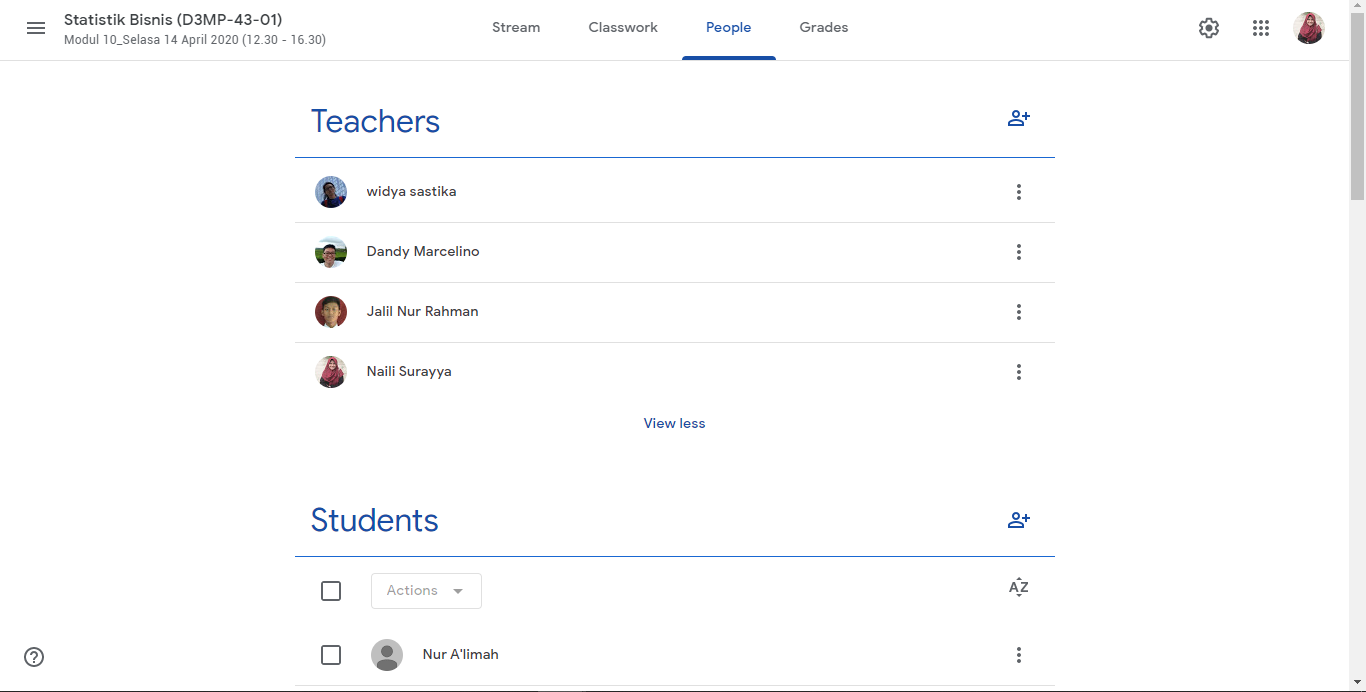 Statistik Bisnis (D3MP-43-01)
Modul 10_Selasa 14 April 2020 (12.30 - 16.30)
Stream
Classwork
People
Grades
Teachers
widya sastika
Dandy Marcelino
Jalil Nur Rahman
Naili Surayya
View less
Students
Actions
AZ
Nur A'limah